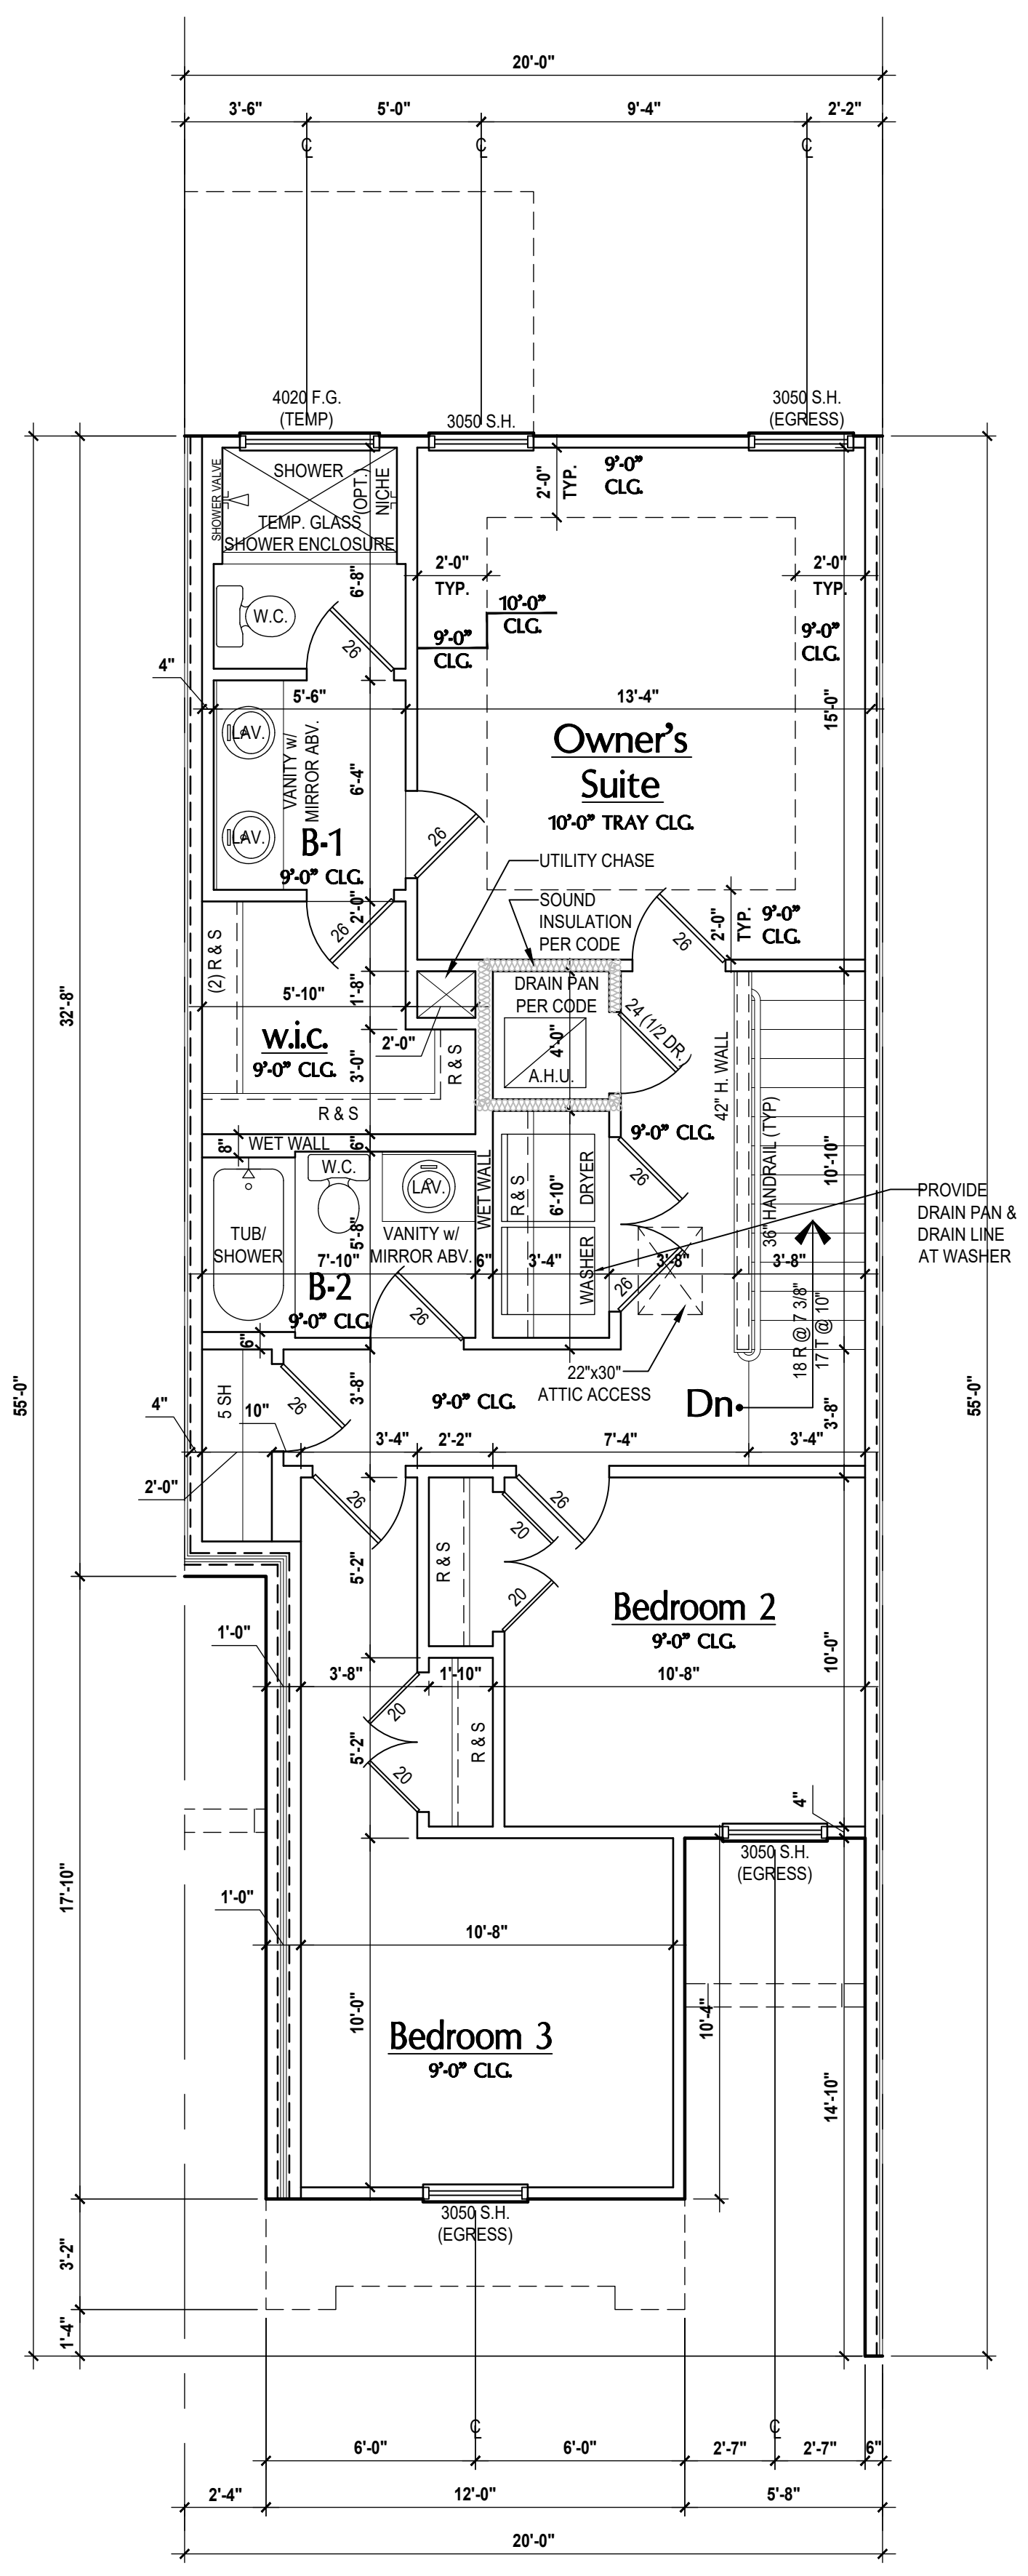 20'-0"
3'-6"
5'-0"
9'-4"
2'-2"
C
L
C
L
C
L
4020 F.G.
(TEMP)
3050 S.H.
3050 S.H.
(EGRESS)
SHOWER VALVE
SHOWER
(OPT.)
NICHE
TEMP. GLASS
SHOWER ENCLOSURE
2'-0"
TYP.
9'-0"
CLG.
6'-8"
2'-0"
TYP.
2'-0"
TYP.
W.C.
26
10'-0"
CLG.
9'-0"
CLG.
9'-0"
CLG.
4"
5'-6"
13'-4"
15'-0"
LAV.
VANITY w/
MIRROR ABV.
6'-4"
Owner's
Suite
10'-0" TRAY CLG.
LAV.
B-1
9'-0" CLG.
26
UTILITY CHASE
SOUND
INSULATION
PER CODE
2'-0"
26
26
2'-0"
TYP.
9'-0"
CLG.
(2) R & S
5'-10"
1'-8"
DRAIN PAN
PER CODE
24 (1/2 DR.)
32'-8"
w.i.c.
9'-0" CLG.
2'-0"
3'-0"
R & S
4'-0"
A.H.U.
42" H. WALL
R & S
9'-0" CLG.
36" HANDRAIL (TYP)
10'-10"
8"
WET WALL
6"
W.C.
LAV.
WET WALL
R & S
6'-10"
DRYER
26
PROVIDE
DRAIN PAN &
DRAIN LINE
AT WASHER
TUB/
SHOWER
5'-8"
VANITY w/
MIRROR ABV.
7'-10"
6"
3'-4"
WASHER
3'-8"
3'-8"
B-2
9'-0" CLG.
26
26
18 R @ 7 3/8"
17 T @ 10"
6"
22"x30"
ATTIC ACCESS
55'-0"
55'-0"
5 SH
26
3'-8"
9'-0" CLG.
Dn
3'-8"
4"
10"
3'-4"
2'-2"
7'-4"
3'-4"
2'-0"
26
26
20
5'-2"
R & S
20
Bedroom 2
9'-0" CLG.
1'-0"
10'-0"
3'-8"
1'-10"
10'-8"
20
5'-2"
R & S
20
4"
3050 S.H.
(EGRESS)
17'-10"
1'-0"
10'-8"
10'-0"
Bedroom 3
9'-0" CLG.
10'-4"
14'-10"
3050 S.H.
(EGRESS)
3'-2"
1'-4"
C
L
C
L
6'-0"
6'-0"
2'-7"
2'-7"
6"
2'-4"
12'-0"
5'-8"
20'-0"